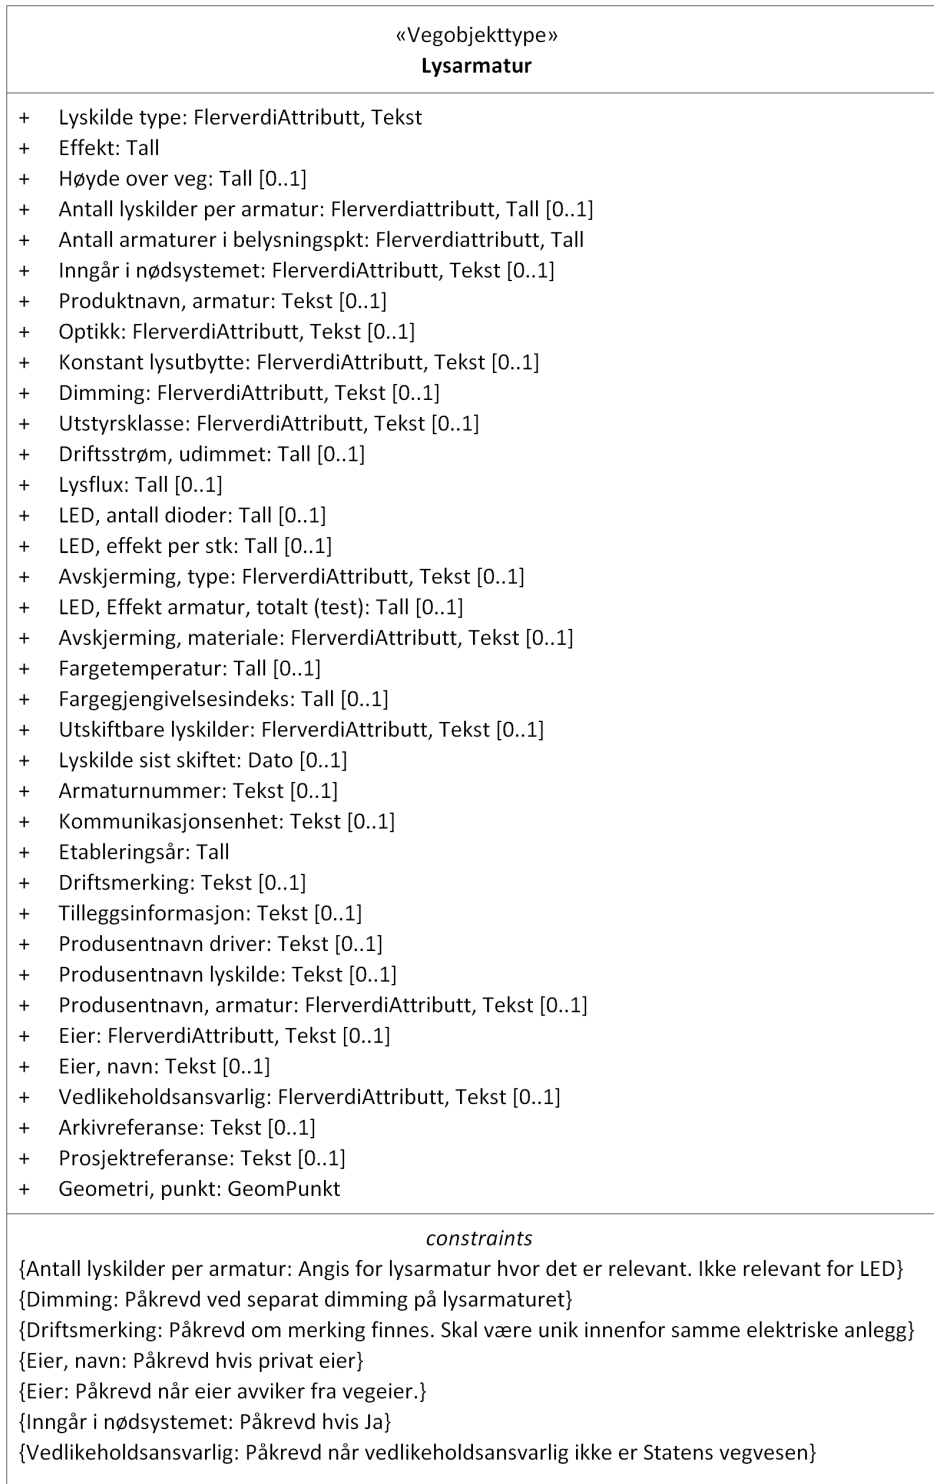 «Vegobjekttype»
Lysarmatur
+ Lyskilde type: FlerverdiAttributt, Tekst
+ Effekt: Tall
+ Høyde over veg: Tall [0..1]
+ Antall lyskilder per armatur: Flerverdiattributt, Tall [0..1]
+ Antall armaturer i belysningspkt: Flerverdiattributt, Tall
+ Inngår i nødsystemet: FlerverdiAttributt, Tekst [0..1]
+ Produktnavn, armatur: Tekst [0..1]
+ Optikk: FlerverdiAttributt, Tekst [0..1]
+ Konstant lysutbytte: FlerverdiAttributt, Tekst [0..1]
+ Dimming: FlerverdiAttributt, Tekst [0..1]
+ Utstyrsklasse: FlerverdiAttributt, Tekst [0..1]
+ Driftsstrøm, udimmet: Tall [0..1]
+ Lysflux: Tall [0..1]
+ LED, antall dioder: Tall [0..1]
+ LED, effekt per stk: Tall [0..1]
+ Avskjerming, type: FlerverdiAttributt, Tekst [0..1]
+ LED, Effekt armatur, totalt (test): Tall [0..1]
+ Avskjerming, materiale: FlerverdiAttributt, Tekst [0..1]
+ Fargetemperatur: Tall [0..1]
+ Fargegjengivelsesindeks: Tall [0..1]
+ Utskiftbare lyskilder: FlerverdiAttributt, Tekst [0..1]
+ Lyskilde sist skiftet: Dato [0..1]
+ Armaturnummer: Tekst [0..1]
+ Kommunikasjonsenhet: Tekst [0..1]
+ Etableringsår: Tall
+ Driftsmerking: Tekst [0..1]
+ Tilleggsinformasjon: Tekst [0..1]
+ Produsentnavn driver: Tekst [0..1]
+ Produsentnavn lyskilde: Tekst [0..1]
+ Produsentnavn, armatur: FlerverdiAttributt, Tekst [0..1]
+ Eier: FlerverdiAttributt, Tekst [0..1]
+ Eier, navn: Tekst [0..1]
+ Vedlikeholdsansvarlig: FlerverdiAttributt, Tekst [0..1]
+ Arkivreferanse: Tekst [0..1]
+ Prosjektreferanse: Tekst [0..1]
+ Geometri, punkt: GeomPunkt
constraints
{Antall lyskilder per armatur: Angis for lysarmatur hvor det er relevant. Ikke relevant for LED}
{Dimming: Påkrevd ved separat dimming på lysarmaturet}
{Driftsmerking: Påkrevd om merking finnes. Skal være unik innenfor samme elektriske anlegg}
{Eier, navn: Påkrevd hvis privat eier}
{Eier: Påkrevd når eier avviker fra vegeier.}
{Inngår i nødsystemet: Påkrevd hvis Ja}
{Vedlikeholdsansvarlig: Påkrevd når vedlikeholdsansvarlig ikke er Statens vegvesen}